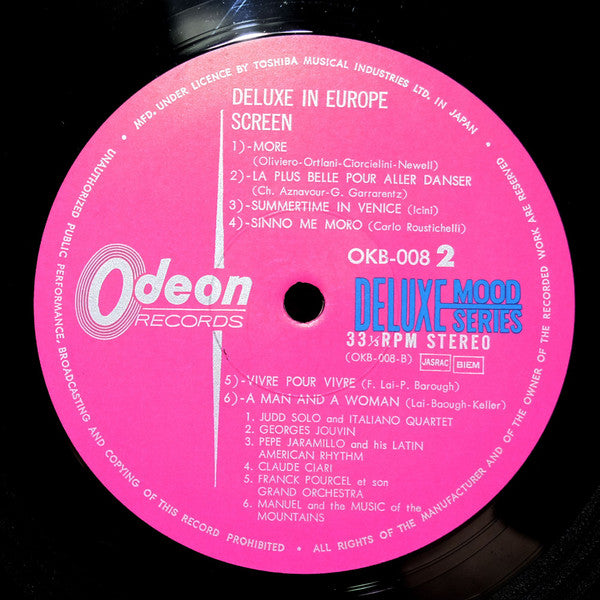 MFD. UNDER LICENCE BY TOSHIBA MUSICAL INDUSTRIES LTD. IN JAPAN
DELUXE IN EUROPE
SCREEN
1)-MORE
(Oliviero-Ortlani-Ciorcielini-Newell)
2)-LA PLUS BELLE POUR ALLER DANSER
(Ch. Aznavour-G. Garrarentz)
3)-SUMMERTIME IN VENICE (Icini)
4)-SINNO ME MORO (Carlo Roustichelli)
OKB-008 2
Odeon
RECORDS
DELUXE MOOD SERIES
33⅓ RPM STEREO
(OKB-008-B) JASRAC BIEM
5)-VIVRE POUR VIVRE (F. Lai-P. Barough)
6)-A MAN AND A WOMAN (Lai-Baough-Keller)
1. JUDD SOLO and ITALIANO QUARTET
2. GEORGES JOUVIN
3. PEPE JARAMILLO and his LATIN
AMERICAN RHYTHM
4. CLAUDE CIARI
5. FRANCK POURCEL et son
GRAND ORCHESTRA
6. MANUEL and the MUSIC of the
MOUNTAINS
UNAUTHORIZED PUBLIC PERFORMANCE, BROADCASTING AND COPYING OF THIS RECORD PROHIBITED • ALL RIGHTS OF THE MANUFACTURER AND OF THE OWNER OF THE RECORDED WORK ARE RESERVED